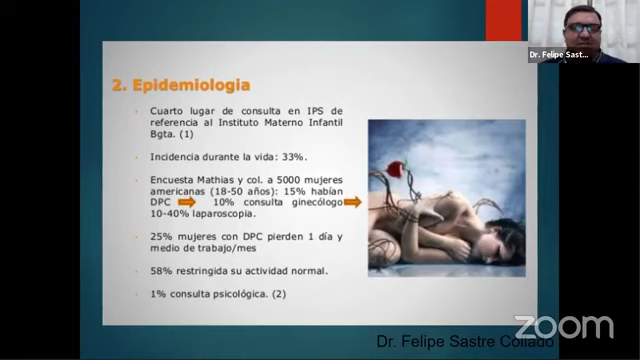 Dr. Felipe Sast...
2. Epidemiologia
Cuarto lugar de consulta en IPS de
referencia al Instituto Materno Infantil
Bgta. (1)
Incidencia durante la vida: 33%.
Encuesta Mathias y col. a 5000 mujeres
americanas (18-50 años): 15% habían
DPC 10% consulta ginecólogo
10-40% laparoscopia.
25% mujeres con DPC pierden 1 día y
medio de trabajo/mes
58% restringida su actividad normal.
1% consulta psicológica. (2)
zoom
Dr. Felipe Sastre Collado